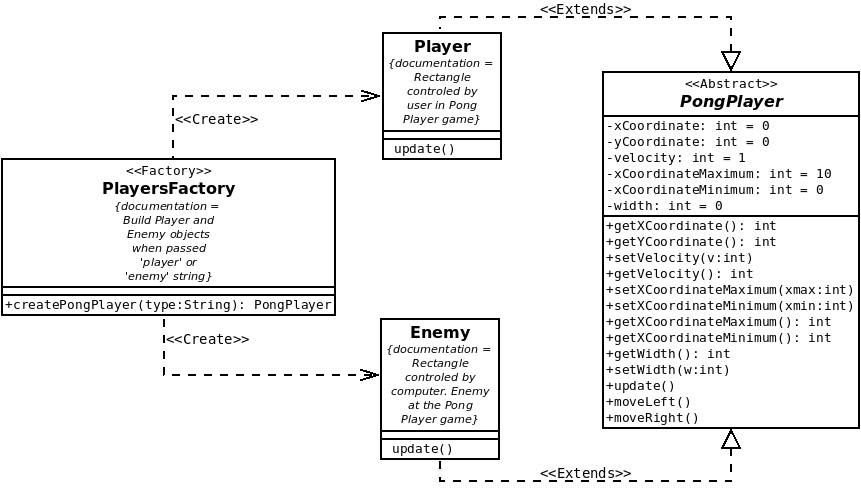 <<Extends>>
Player
{documentation =
Rectangle
controled by
user in Pong
Player game}
update()
<<Create>>
<<Factory>>
PlayersFactory
{documentation =
Build Player and
Enemy objects
when passed
'player' or
'enemy' string}
+createPongPlayer(type:String): PongPlayer
<<Create>>
Enemy
{documentation =
Rectangle
controled by
computer. Enemy
at the Pong
Player game}
update()
<<Abstract>>
PongPlayer
-xCoordinate: int = 0
-yCoordinate: int = 0
-velocity: int = 1
-xCoordinateMaximum: int = 10
-xCoordinateMinimum: int = 0
-width: int = 0
+getXCoordinate(): int
+getYCoordinate(): int
+setVelocity(v:int)
+getVelocity(): int
+setXCoordinateMaximum(xmax:int)
+setXCoordinateMinimum(xmin:int)
+getXCoordinateMaximum(): int
+getXCoordinateMinimum(): int
+getWidth(): int
+setWidth(w:int)
+update()
+moveLeft()
+moveRight()
<<Extends>>